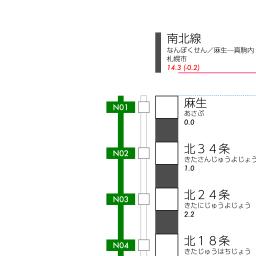 南北線
なんぼくせん／麻生―真駒内
札幌市
14.3 (-0.2)
N01
麻生
あさぶ
0.0
N02
北３４条
きたさんじゅうよじょう
1.0
N03
北２４条
きたにじゅうよじょう
2.2
N04
北１８条
きたじゅうはちじょう